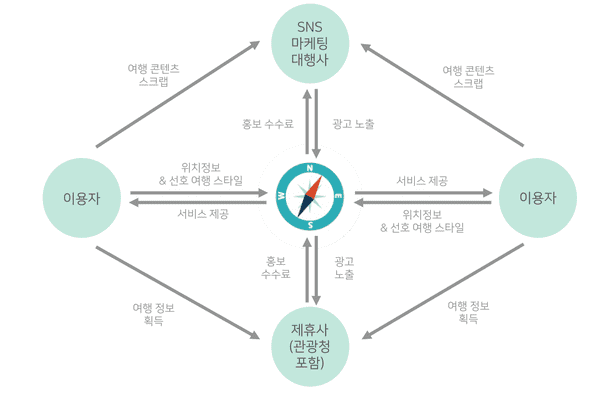 SNS
마케팅
대행사
여행 콘텐츠
스크랩
여행 콘텐츠
스크랩
홍보 수수료
광고 노출
이용자
위치정보
& 선호 여행 스타일
서비스 제공
N
E
S
W
서비스 제공
위치정보
& 선호 여행 스타일
이용자
홍보
수수료
광고
노출
여행 정보
획득
여행 정보
획득
제휴사
(관광청
포함)